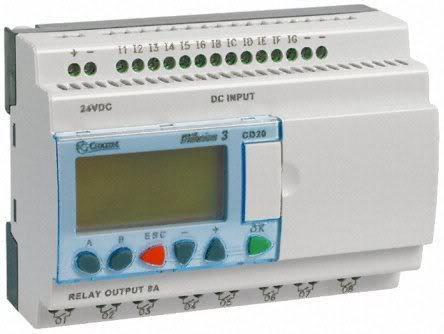 + - I1 I2 I3 I4 I5 I6 IB IC ID IE IF IG - -
24VDC DC INPUT
Crouzet Millenium 3 CD20
A B ESC - + OK
RELAY OUTPUT 8A
O1 O2 O3 O4 O5 O6 O7 O8